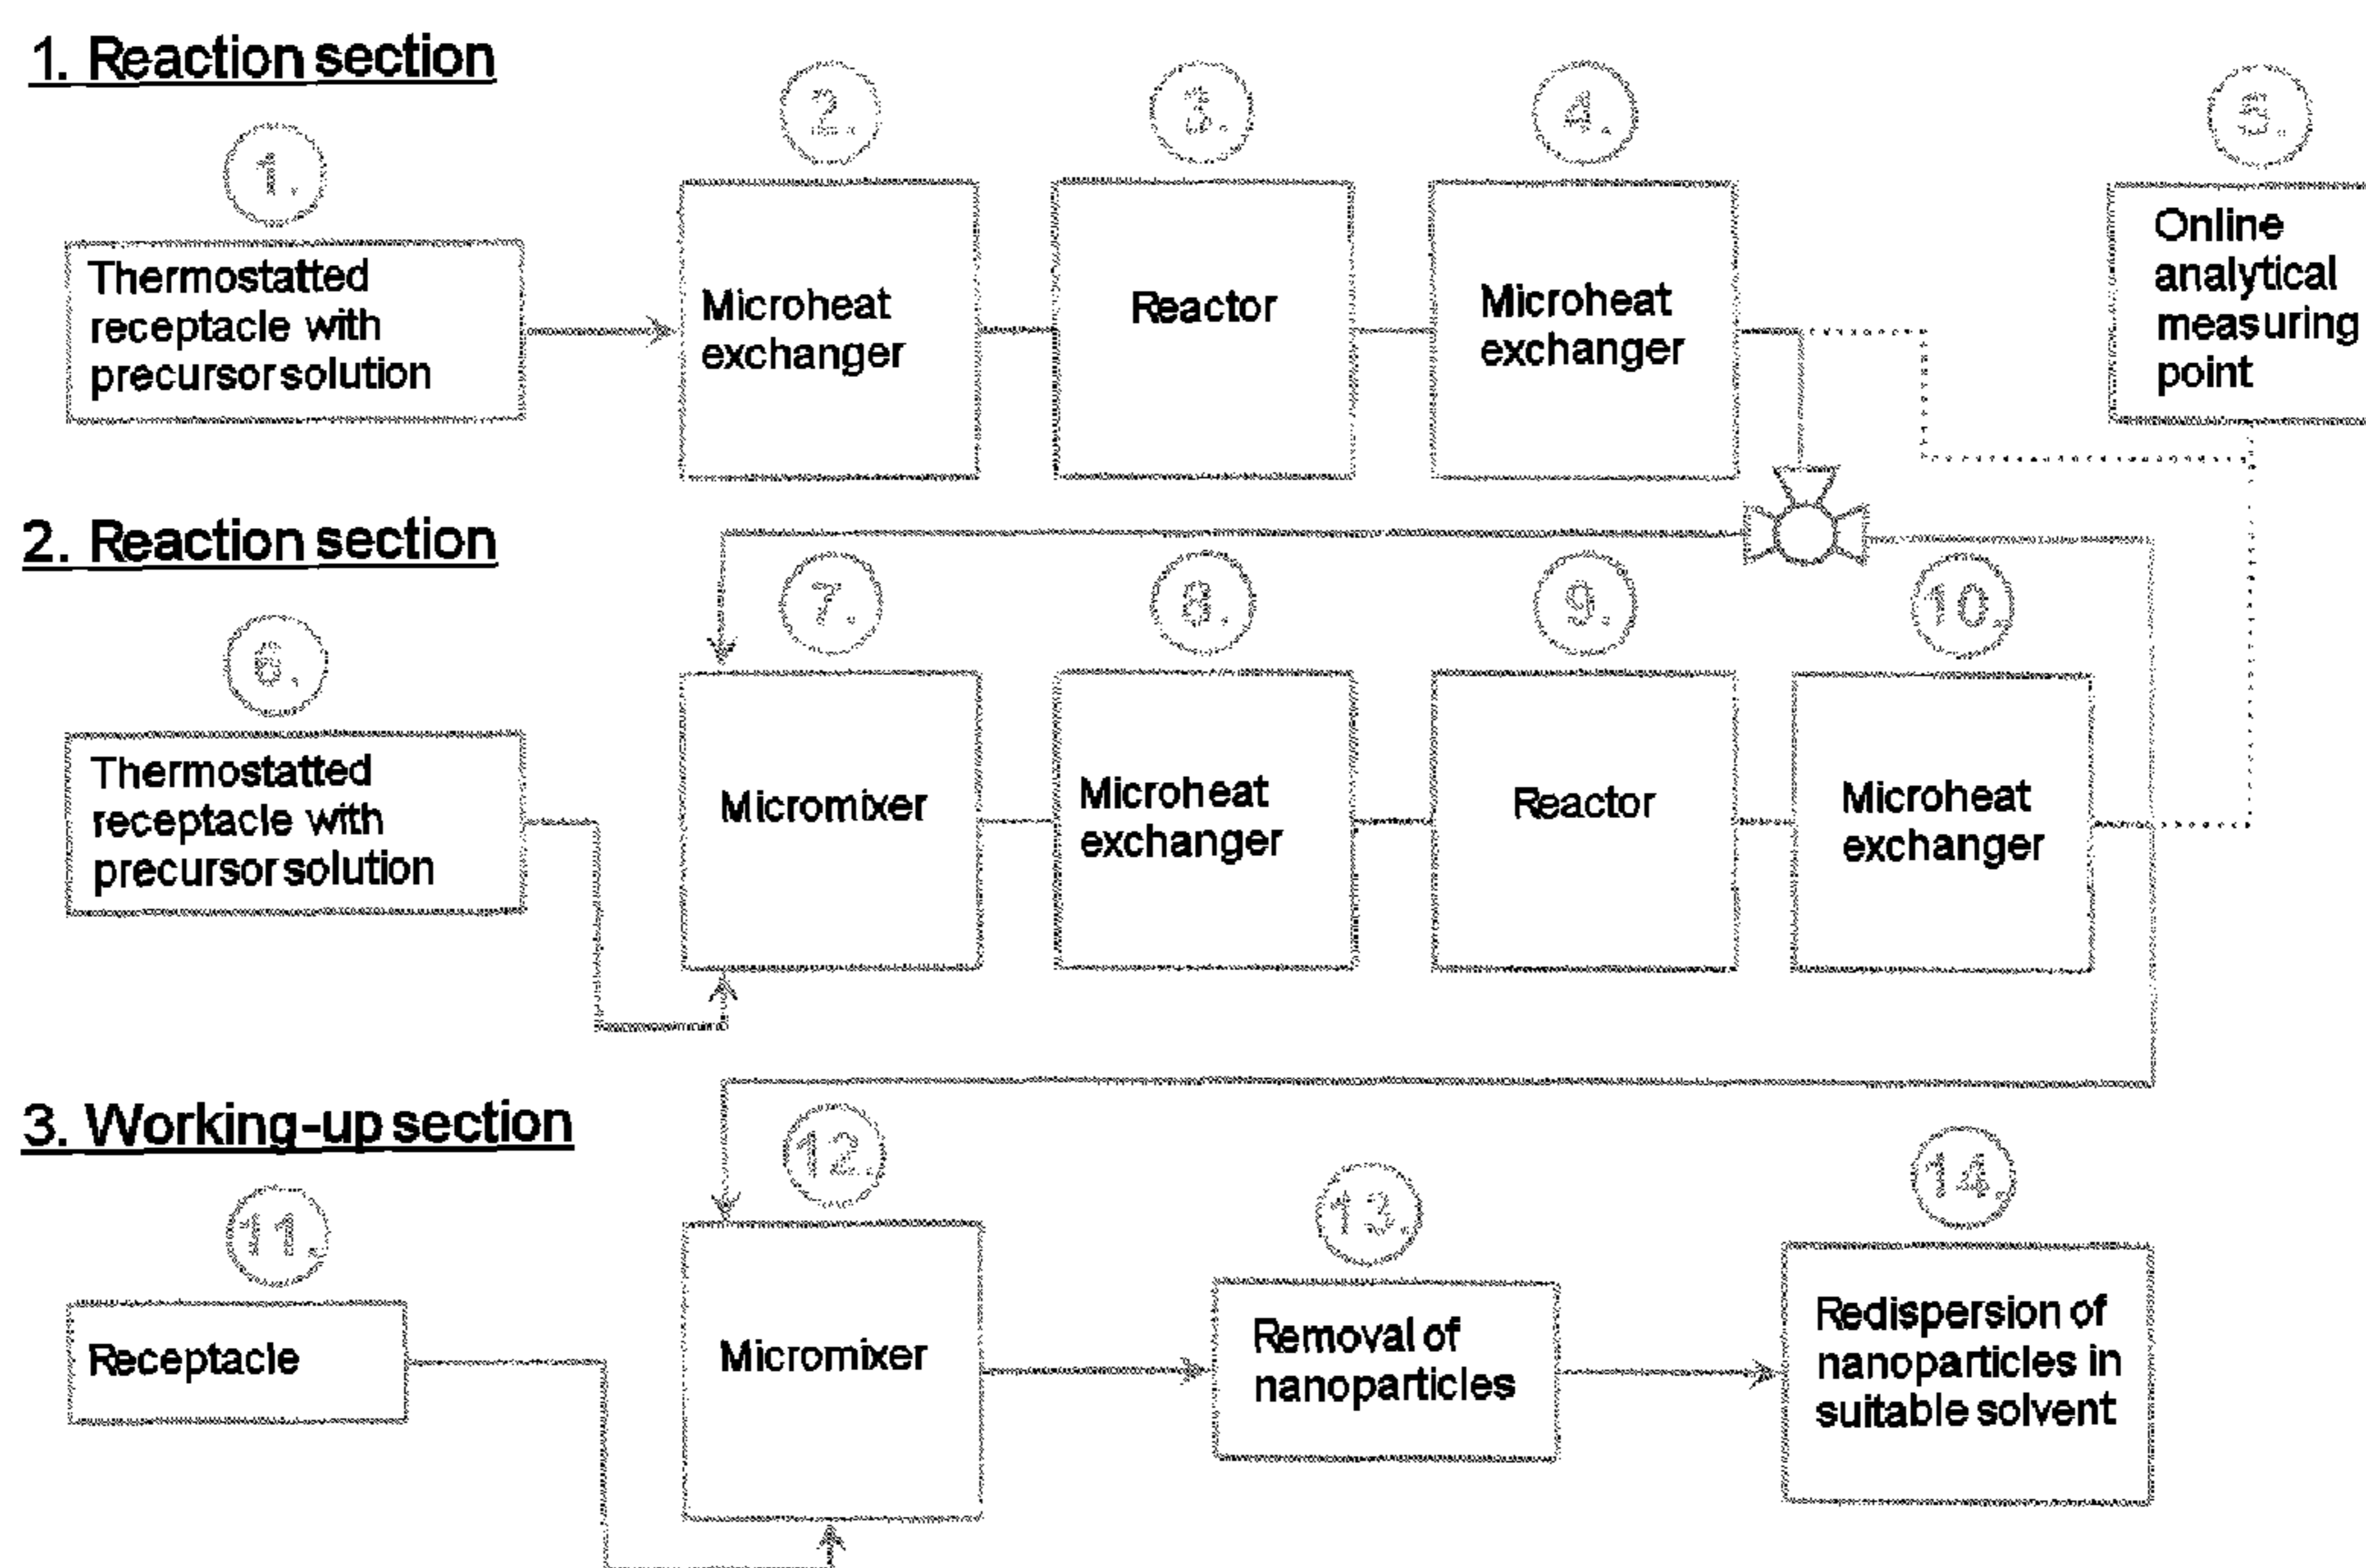 1. Reaction section
1.
2.
3.
4.
5.
Thermostatted
receptacle with
precursor solution
Microheat
exchanger
Reactor
Microheat
exchanger
Online
analytical
measuring
point
2. Reaction section
6.
7.
8.
9.
10.
Thermostatted
receptacle with
precursor solution
Micromixer
Microheat
exchanger
Reactor
Microheat
exchanger
3. Working-up section
11.
12.
13.
14.
Receptacle
Micromixer
Removal of
nanoparticles
Redispersion of
nanoparticles in
suitable solvent